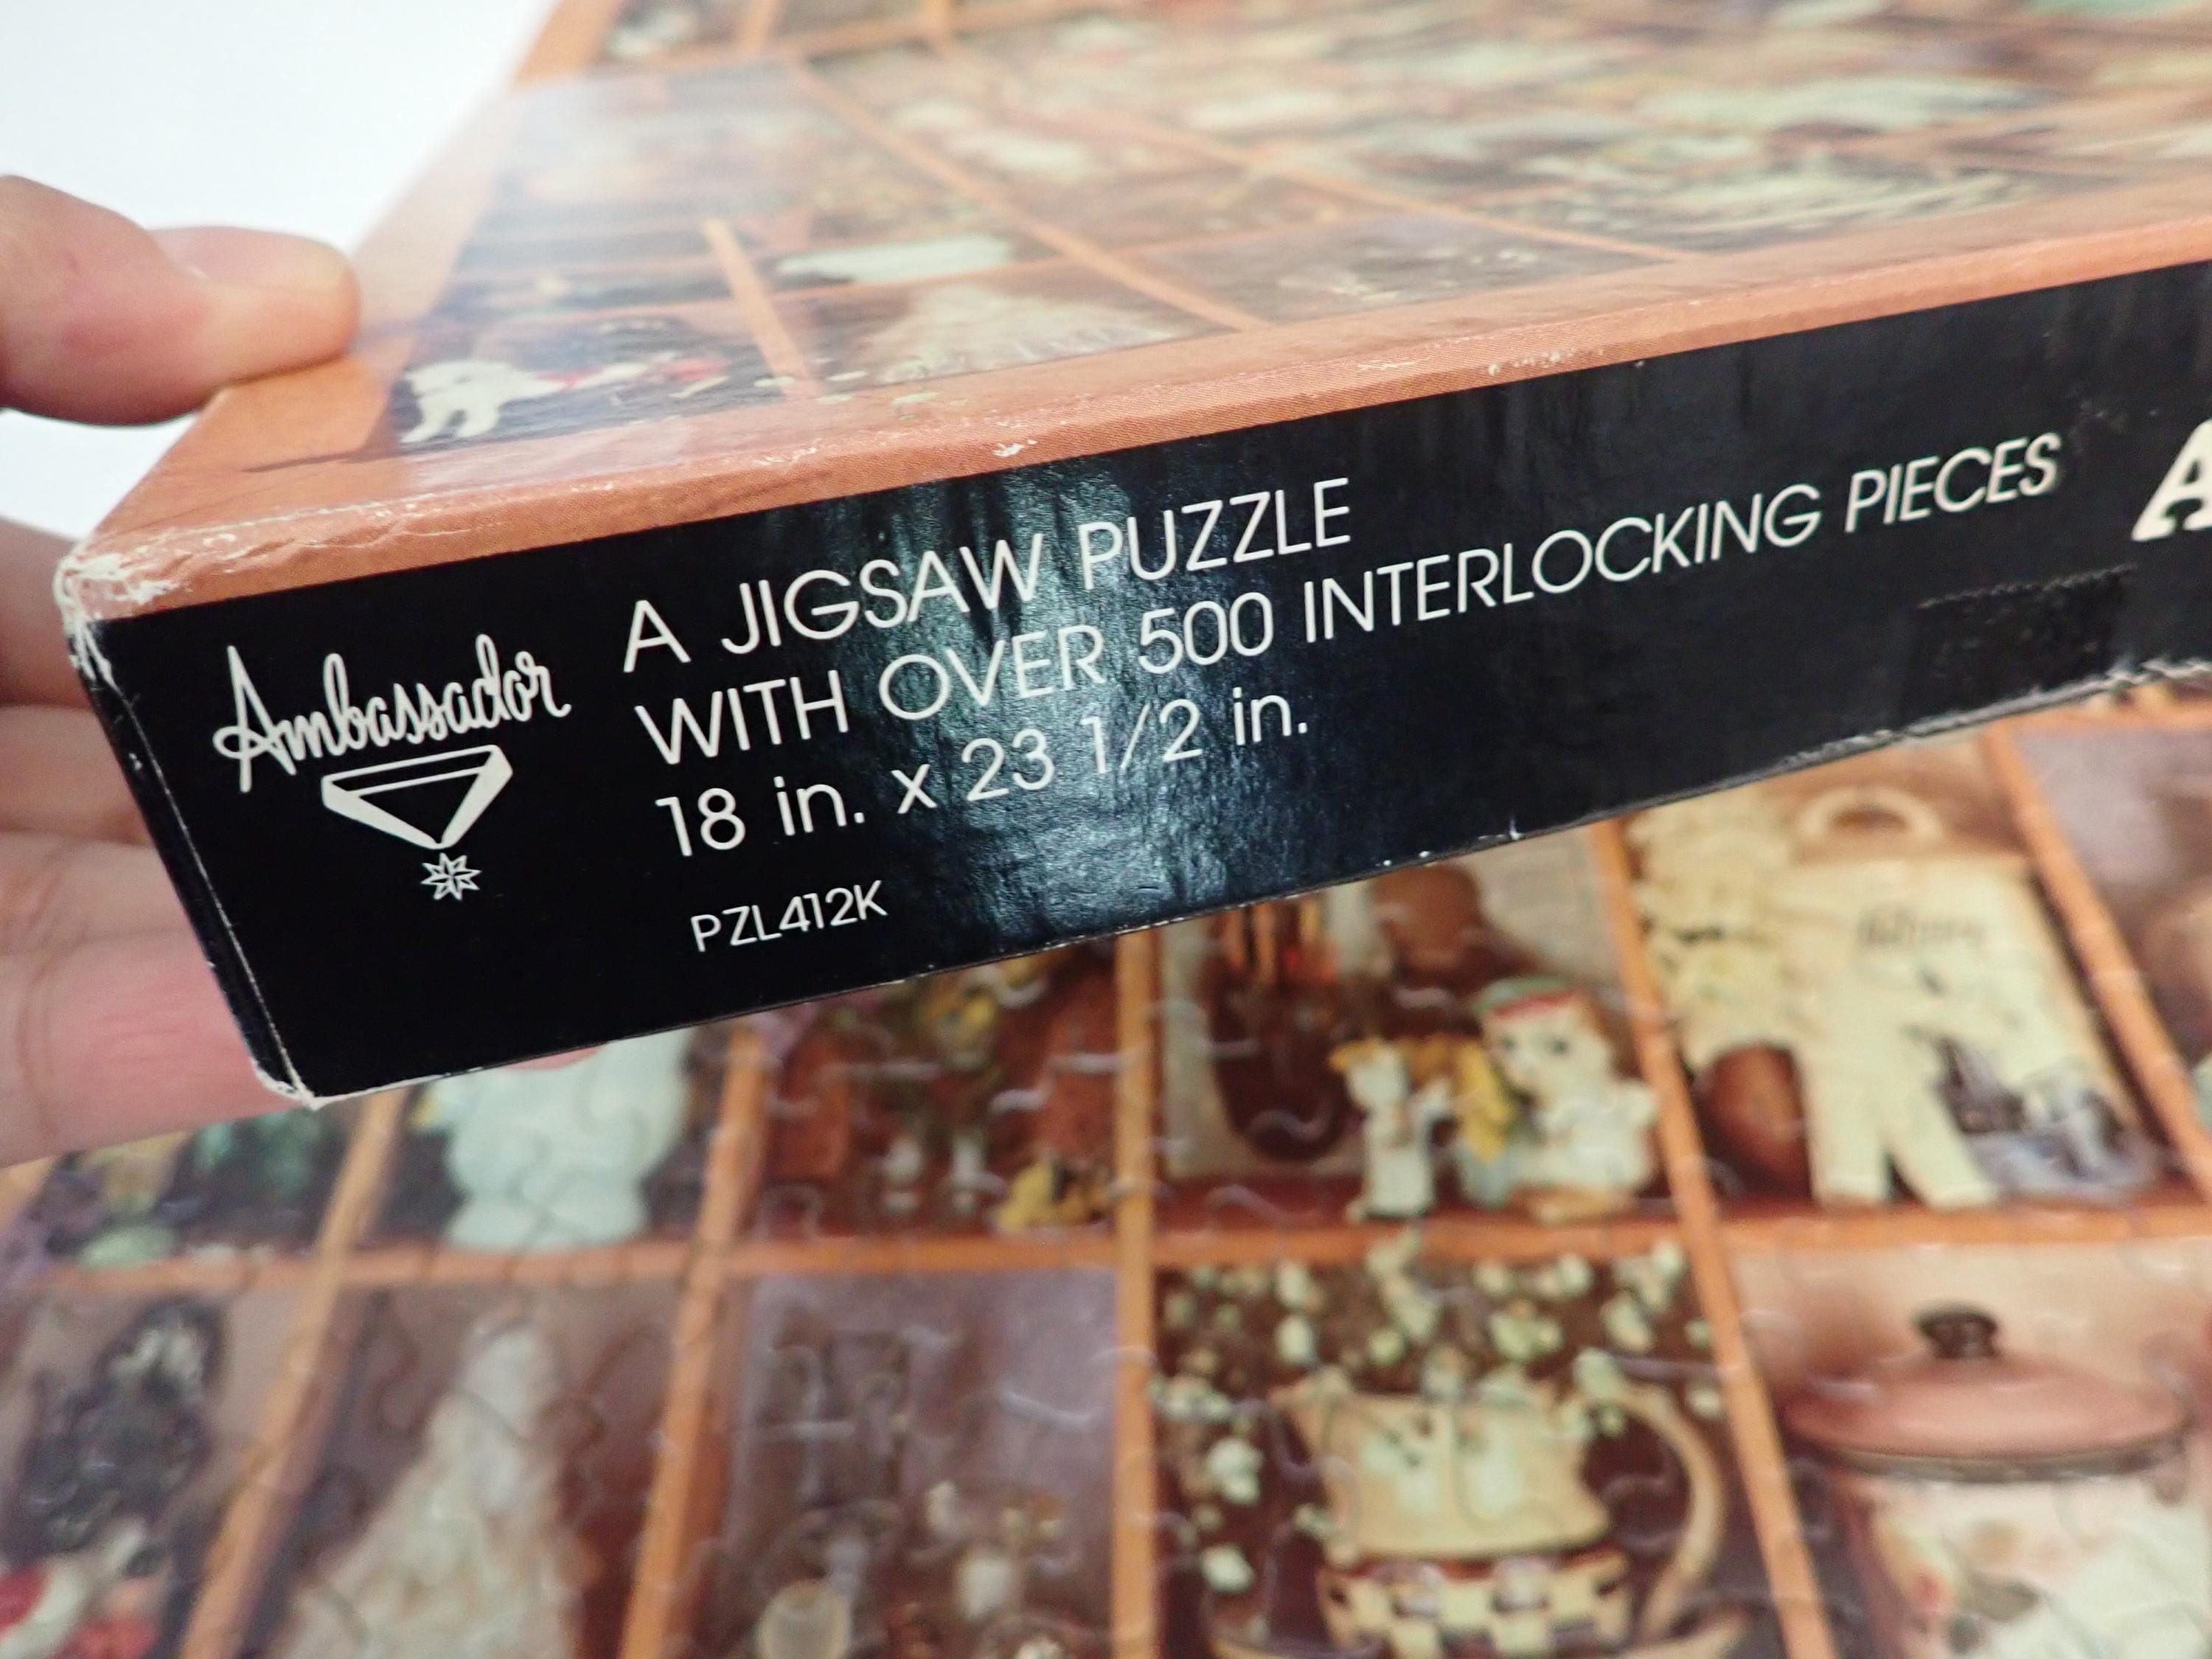 Ambassador
A JIGSAW PUZZLE
WITH OVER 500 INTERLOCKING PIECES
18 in. x 23 1/2 in.
PZL412K
A